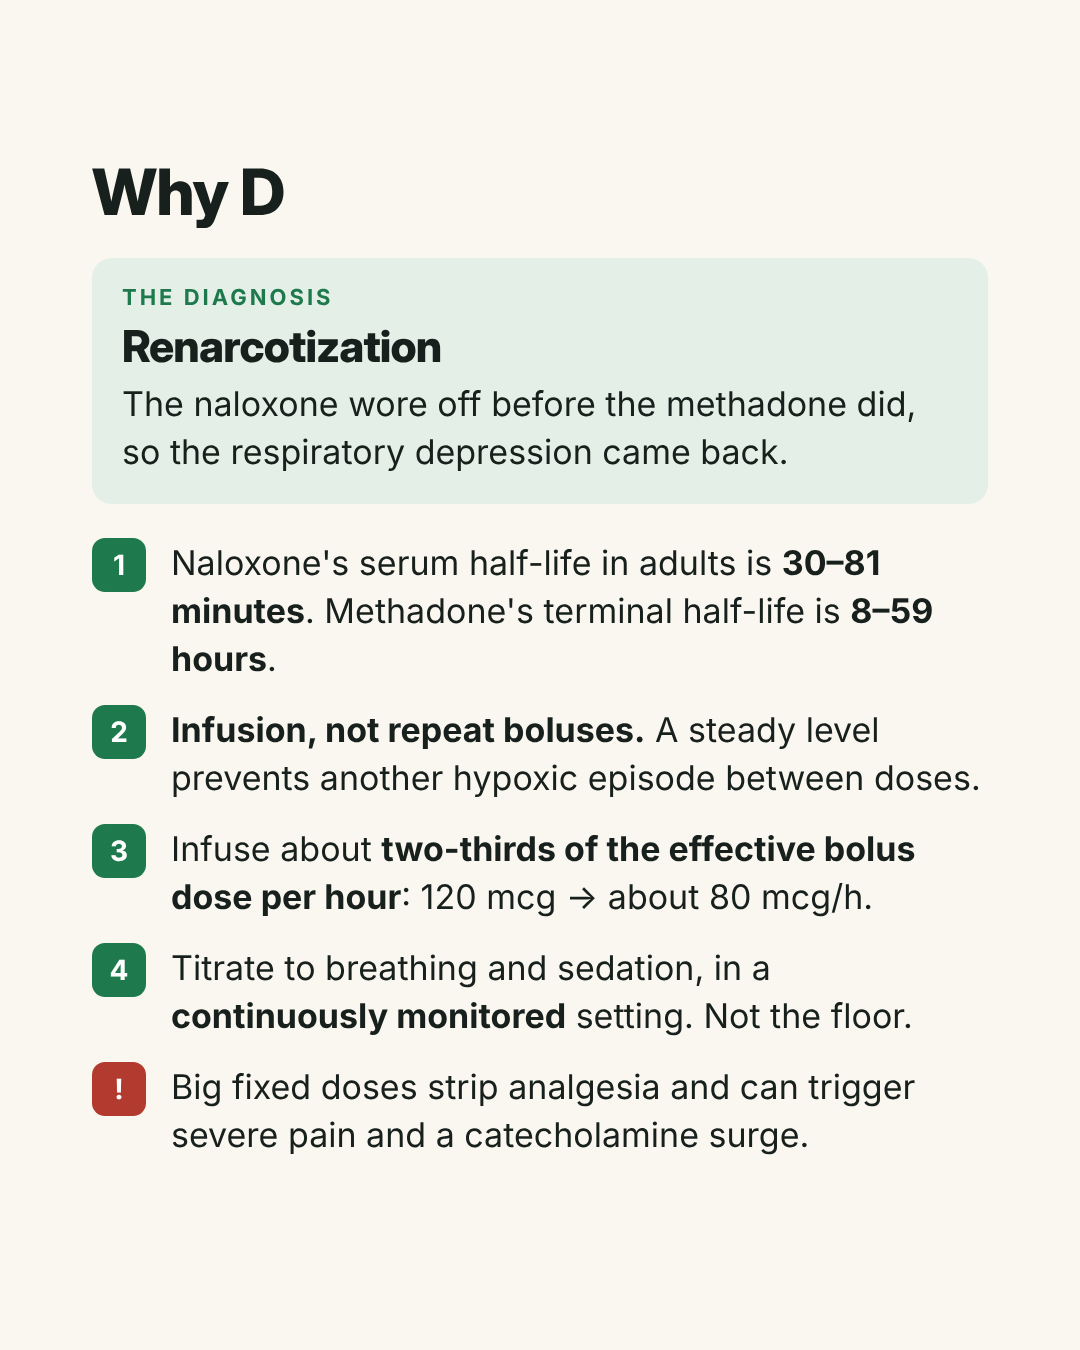 Why D
THE DIAGNOSIS
Renarcotization
The naloxone wore off before the methadone did,
so the respiratory depression came back.
1 Naloxone's serum half-life in adults is 30–81
minutes. Methadone's terminal half-life is 8–59
hours.
2 Infusion, not repeat boluses. A steady level
prevents another hypoxic episode between doses.
3 Infuse about two-thirds of the effective bolus
dose per hour: 120 mcg → about 80 mcg/h.
4 Titrate to breathing and sedation, in a
continuously monitored setting. Not the floor.
! Big fixed doses strip analgesia and can trigger
severe pain and a catecholamine surge.